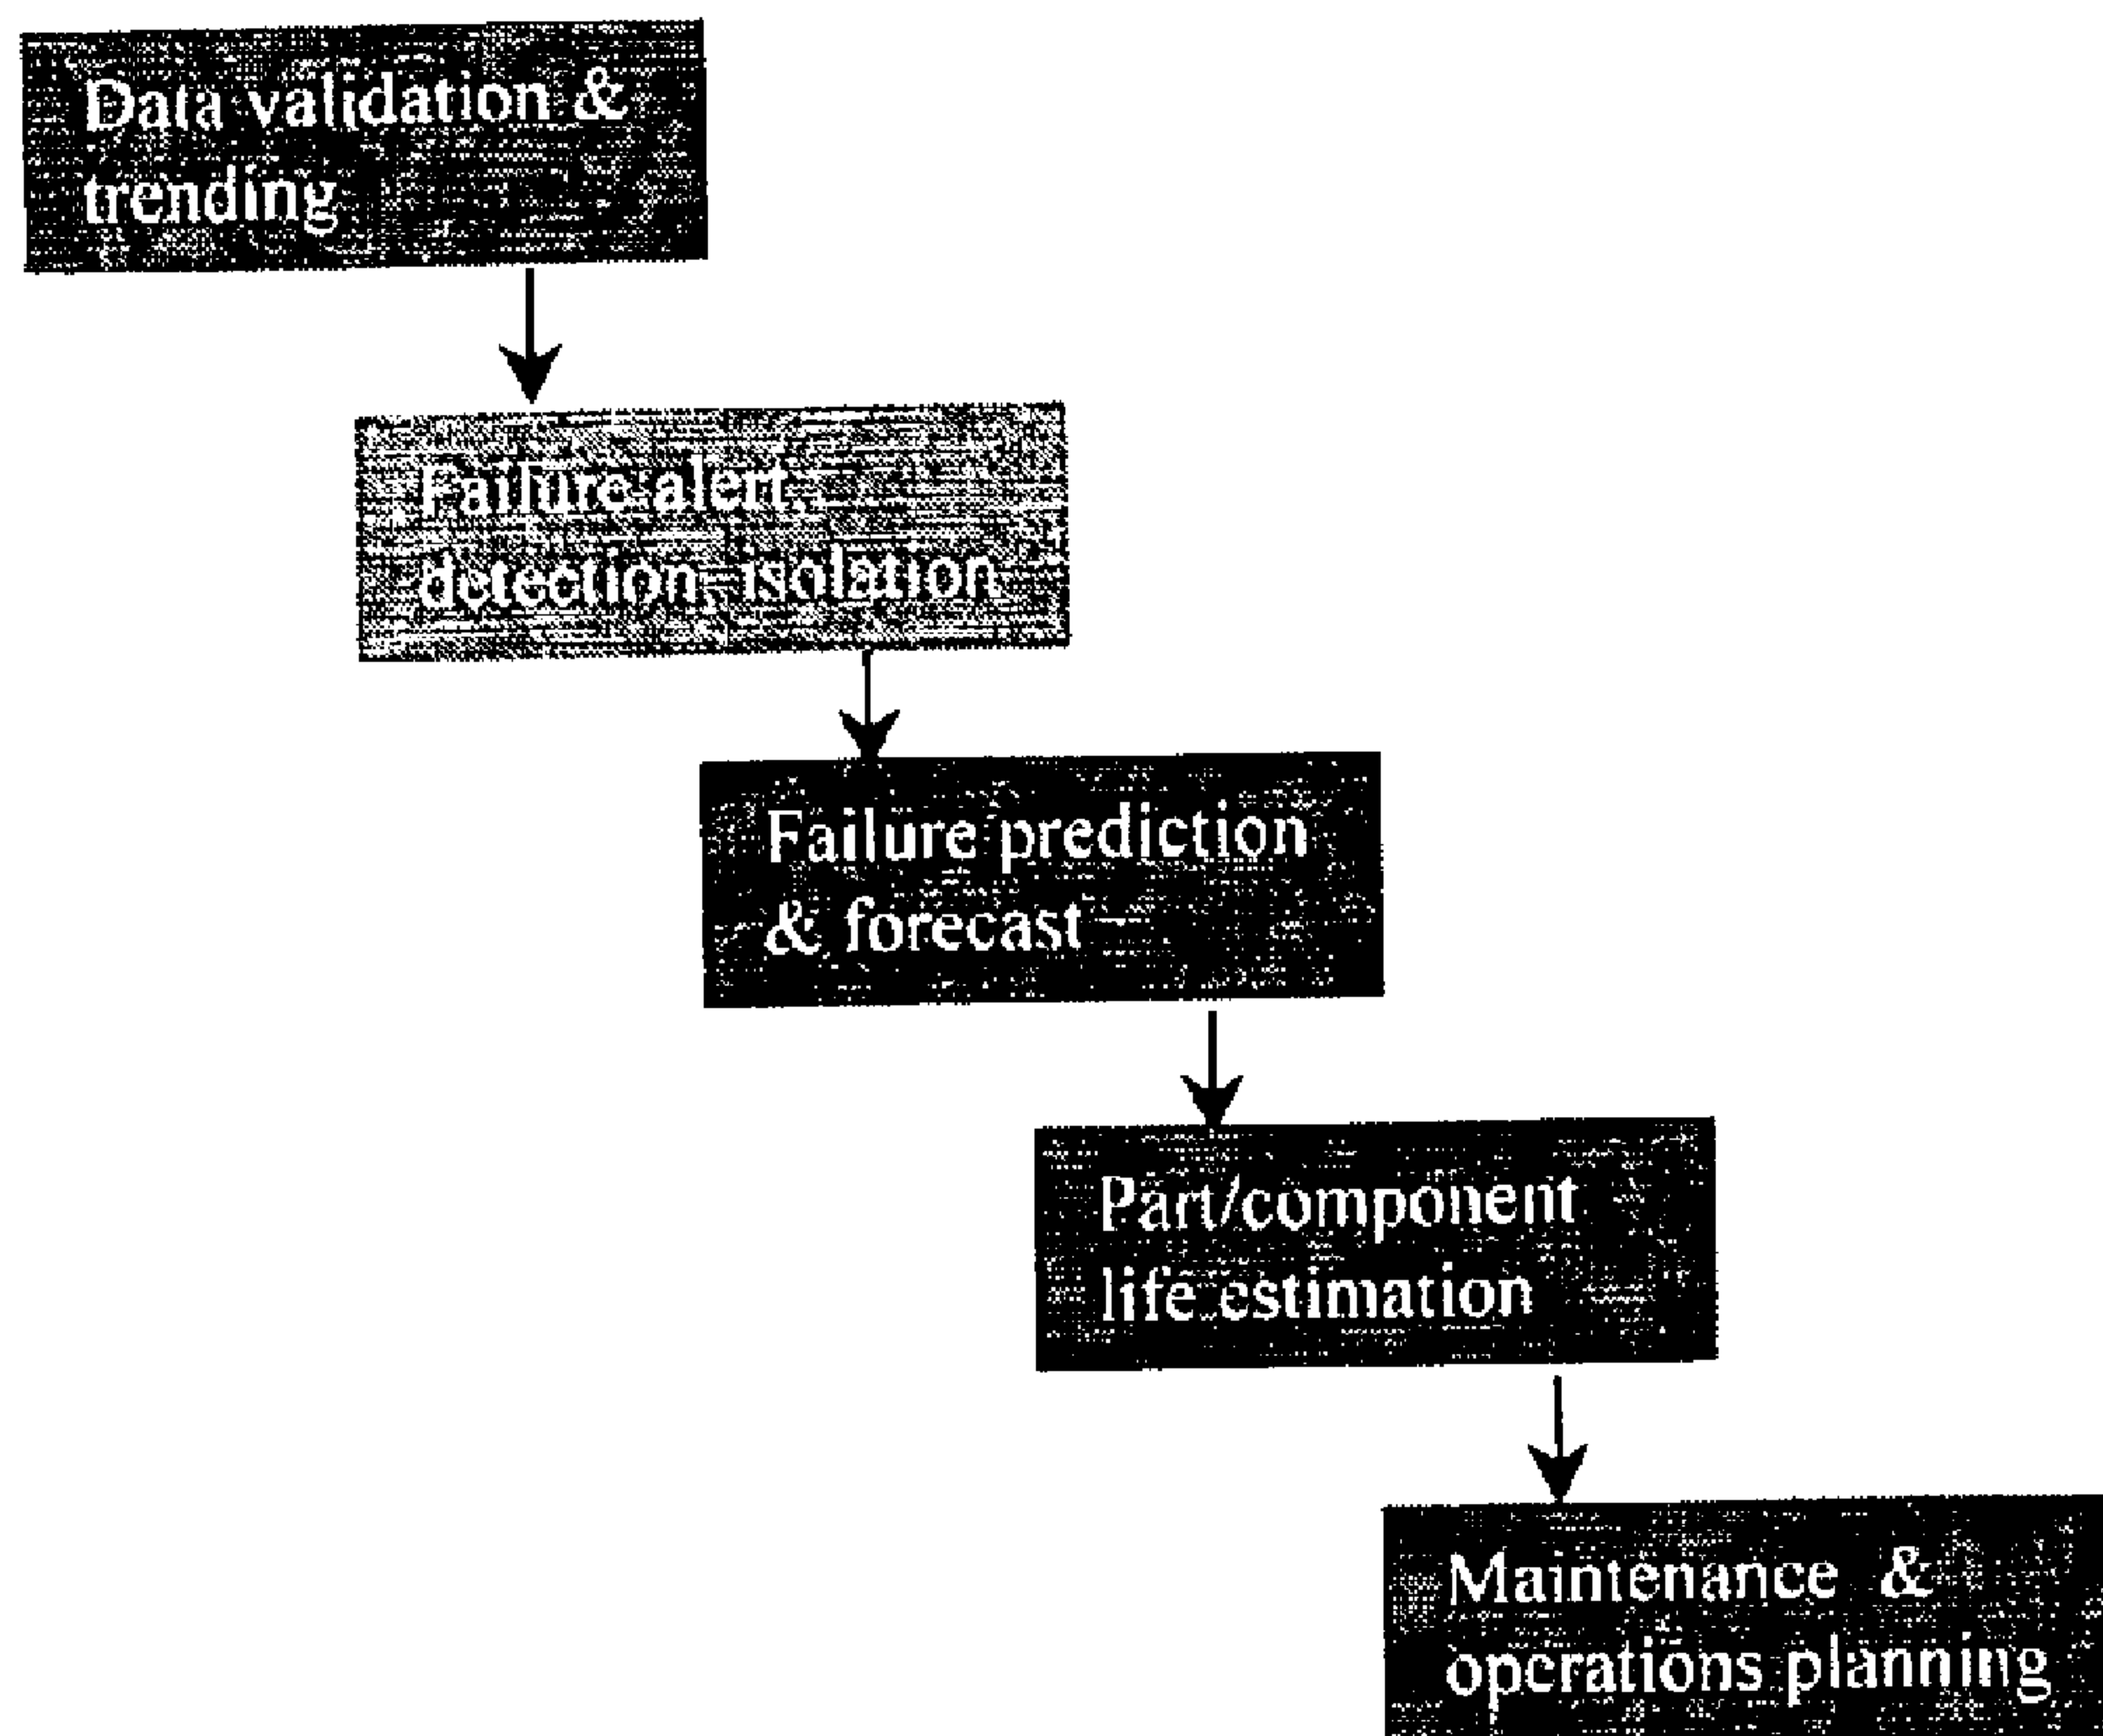 Data validation &
trending
Failure alert,
detection, isolation
Failure prediction
& forecast
Part/component
life estimation
Maintenance &
operations planning